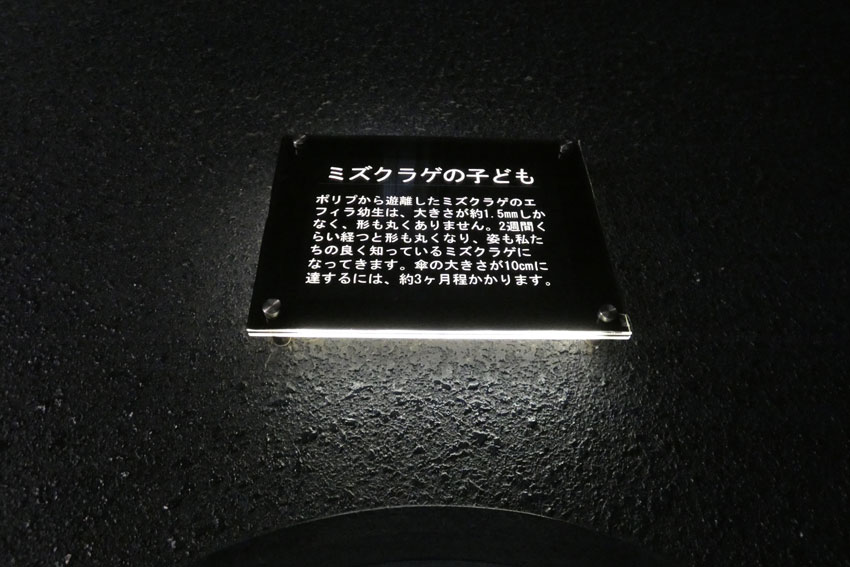 ミズクラゲの子ども
ポリプから遊離したミズクラゲのエ
フィラ幼生は、大きさが約1.5mmしか
なく、形も丸くありません。2週間く
らい経つと形も丸くなり、姿も私た
ちの良く知っているミズクラゲに
なってきます。傘の大きさが10cmに
達するには、約3ヶ月程かかります。